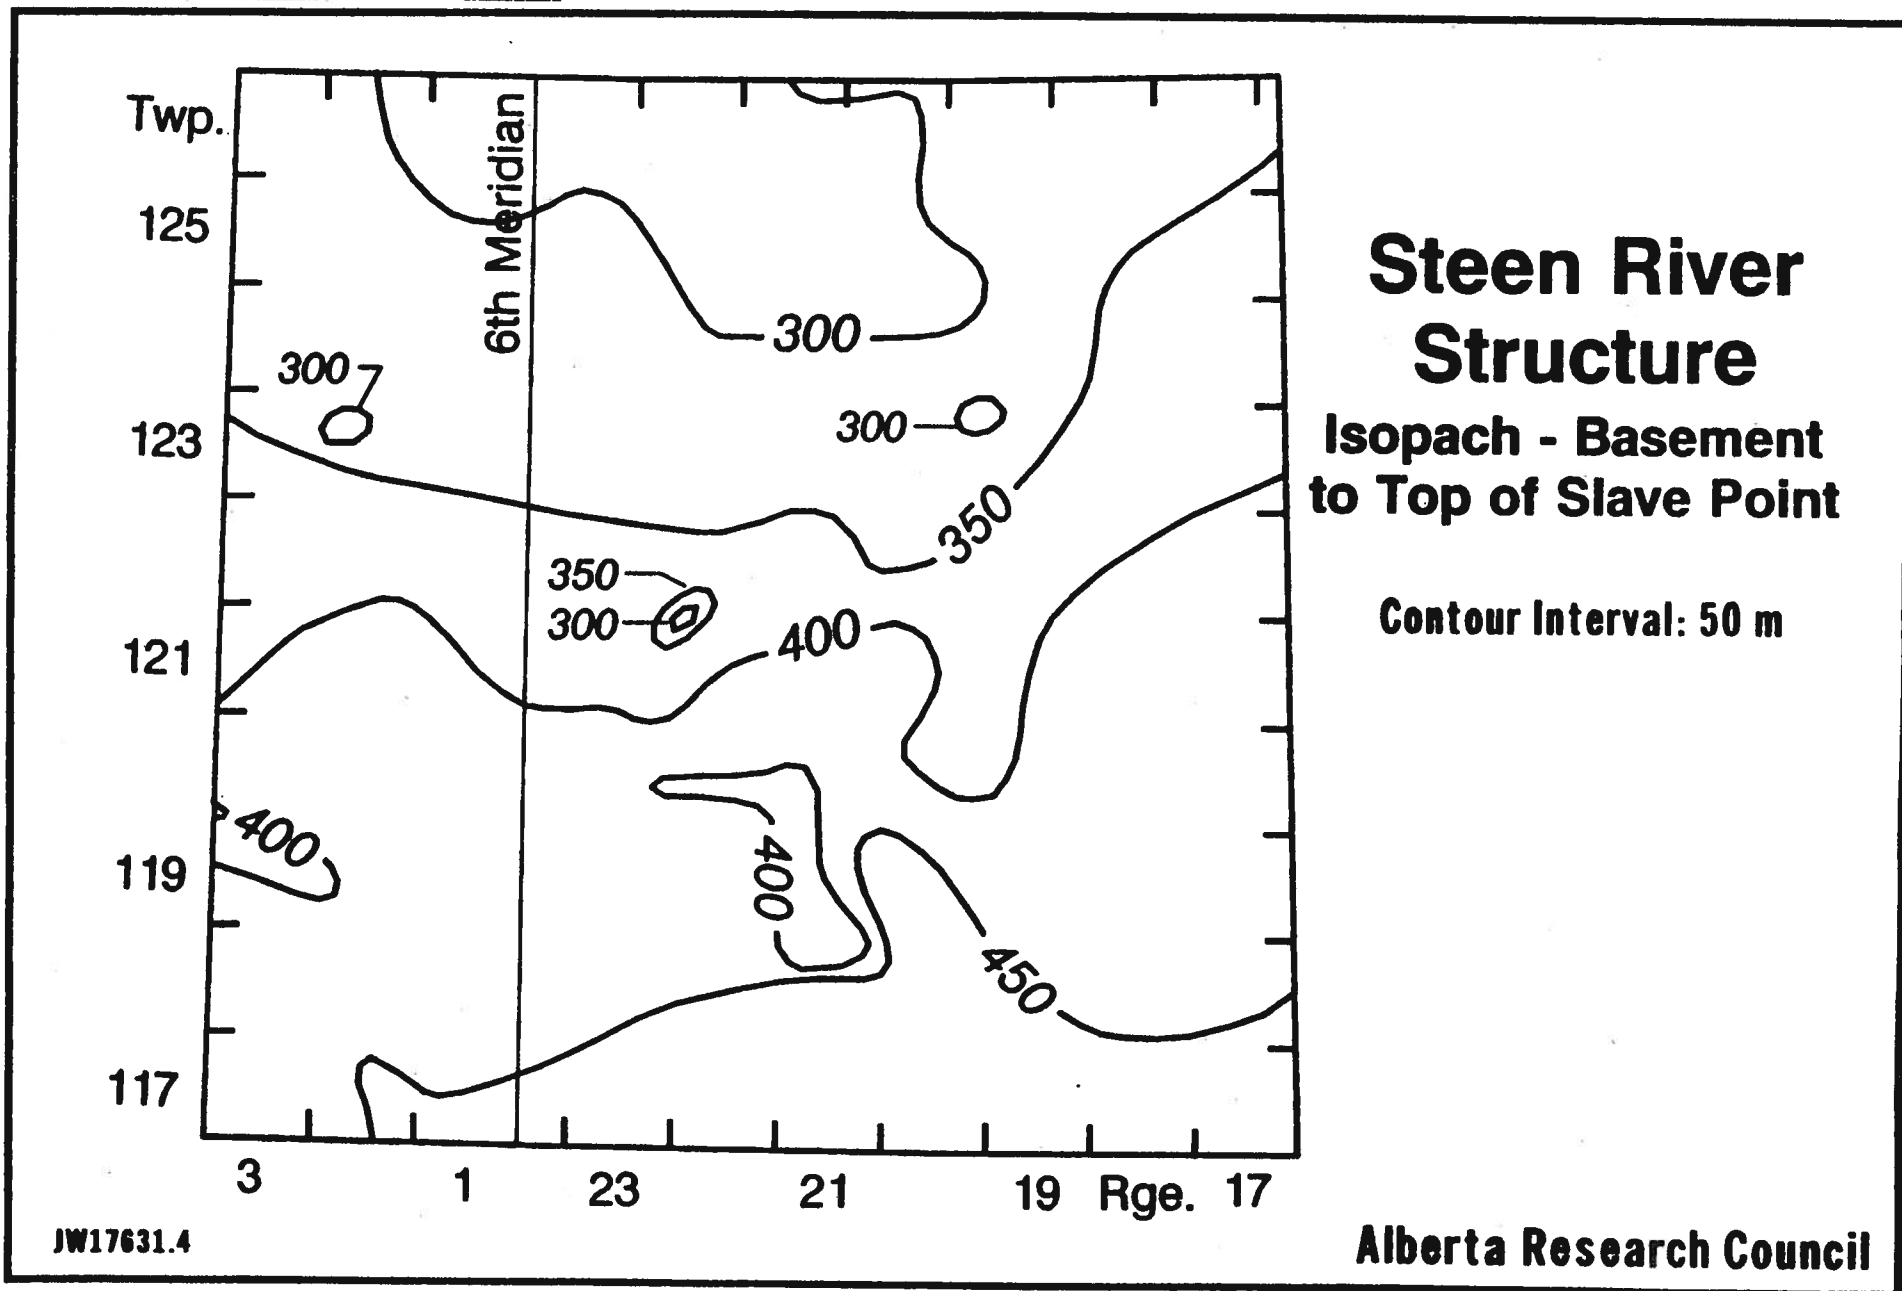 Twp.
125
123
121
119
117
3
1
23
21
19
Rge.
17
6th Meridian
300
300
300
350
350
300
400
400
400
450
Steen River
Structure
Isopach - Basement
to Top of Slave Point
Contour Interval: 50 m
JW17631.4
Alberta Research Council